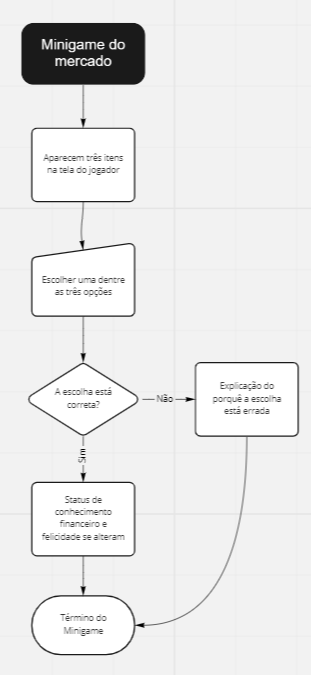 Minigame do
mercado
Aparecem três itens
na tela do jogador
Escolher uma dentre
as três opções
A escolha está
correta?
Não
Explicação do
porquê a escolha
está errada
Sim
Status de
conhecimento
financeiro e
felicidade se alteram
Término do
Minigame